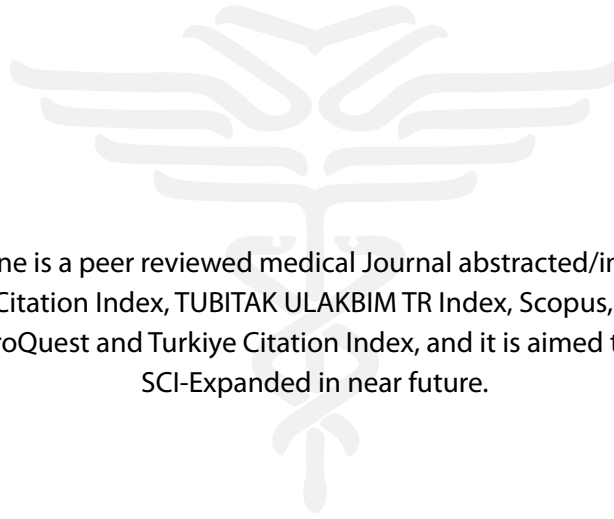 ne is a peer reviewed medical Journal abstracted/in
Citation Index, TUBITAK ULAKBIM TR Index, Scopus,
roQuest and Turkiye Citation Index, and it is aimed t
SCI-Expanded in near future.